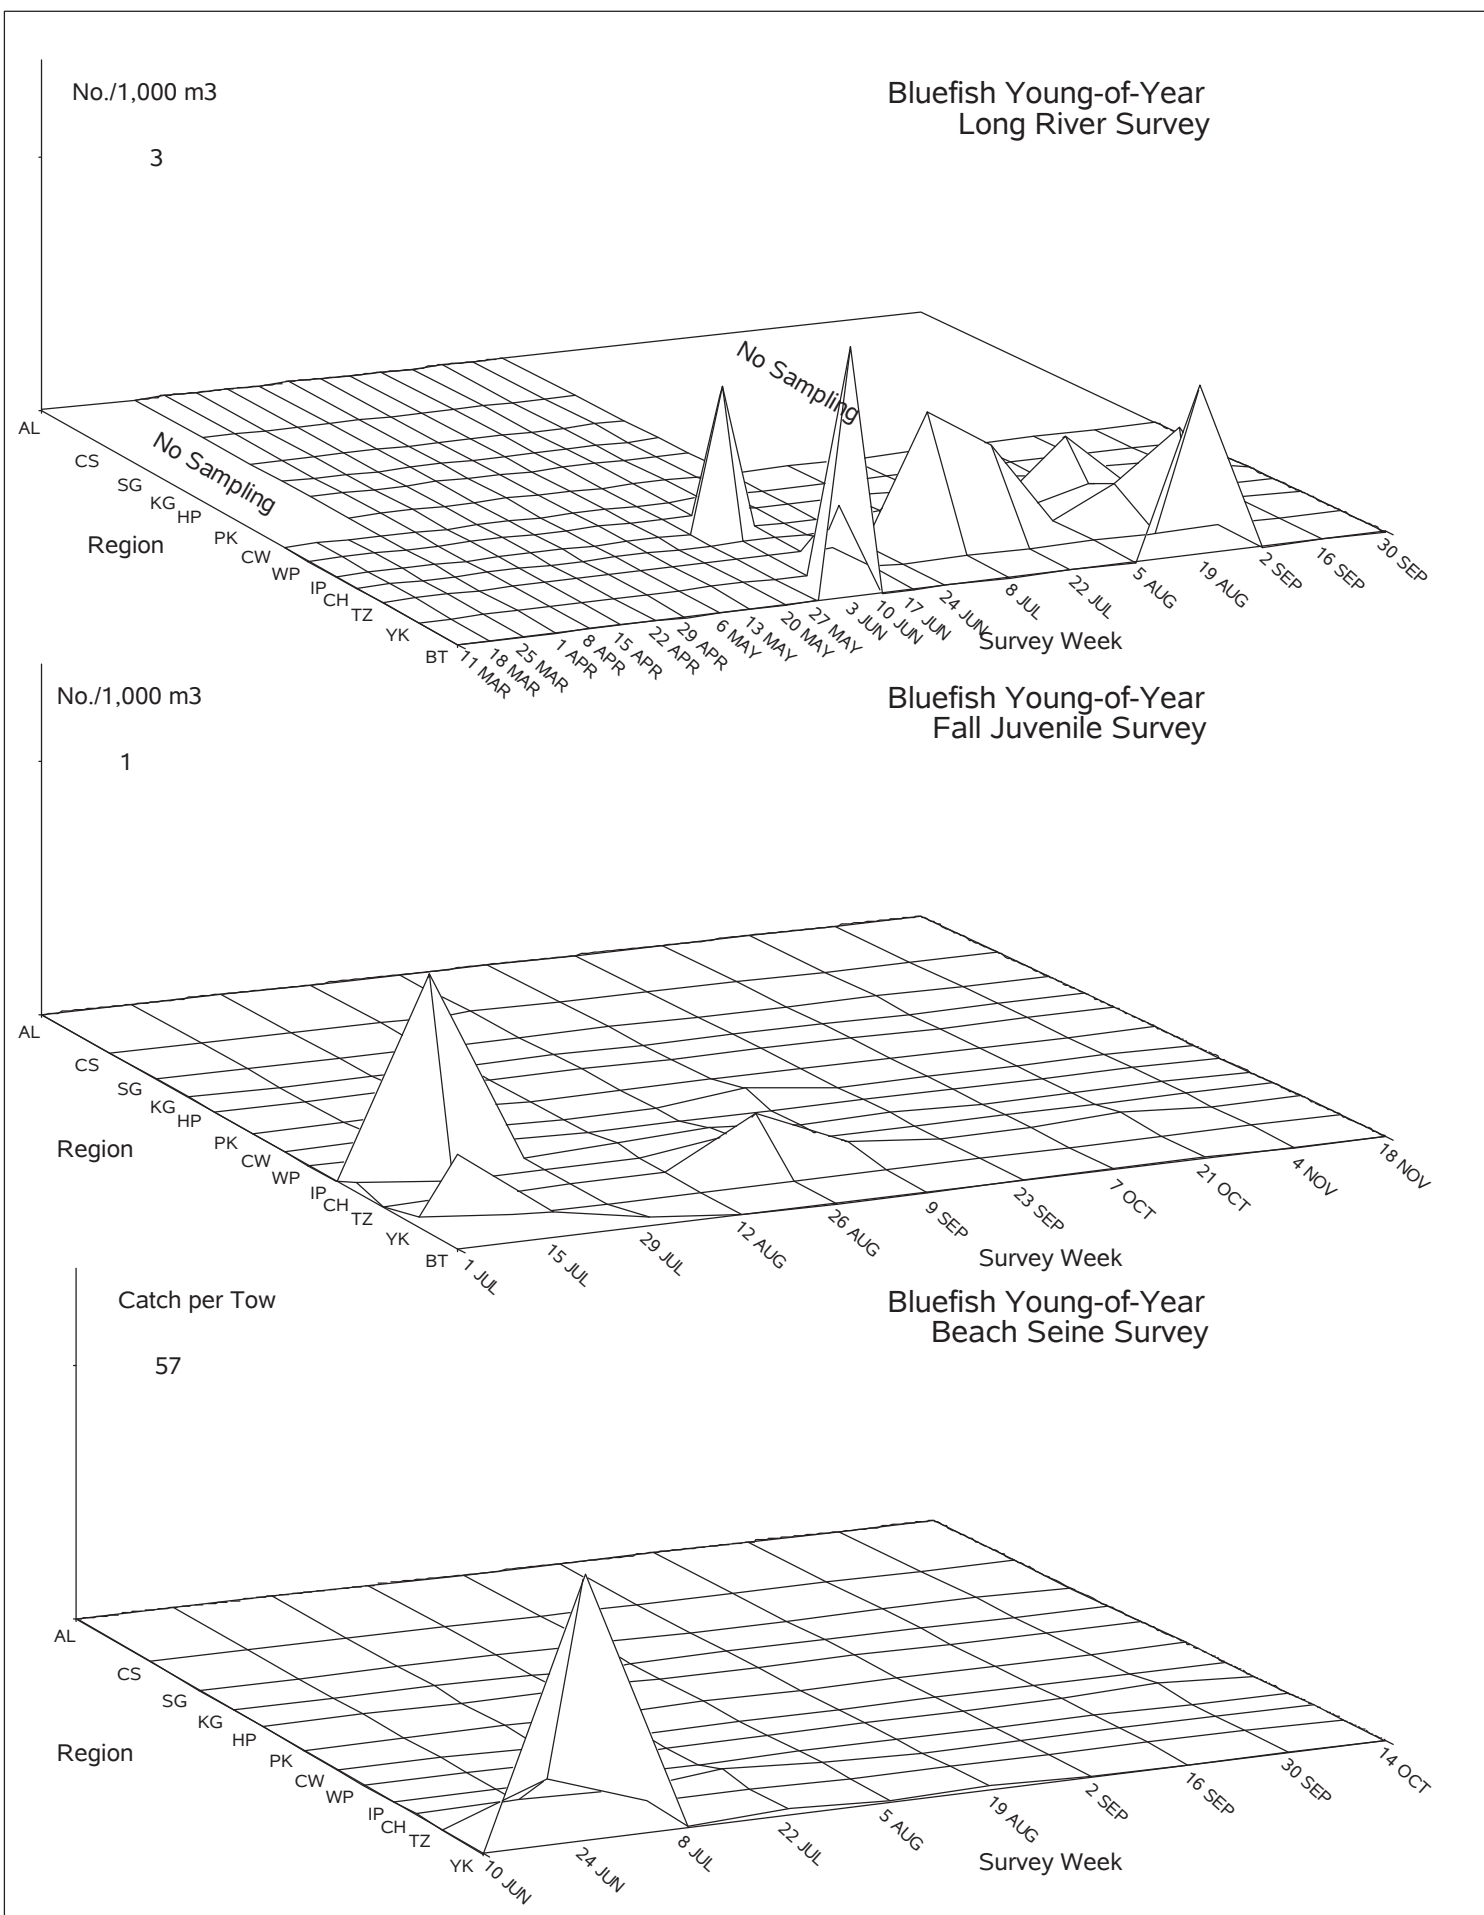 No./1,000 m3
Bluefish Young-of-Year
Long River Survey
3
No Sampling
AL
CS
No Sampling
SG
KG
HP
PK
Region
CW
WP
IP
CH
TZ
YK
BT
11 MAR
18 MAR
25 MAR
1 APR
8 APR
15 APR
22 APR
29 APR
6 MAY
13 MAY
20 MAY
27 MAY
3 JUN
10 JUN
17 JUN
24 JUN
8 JUL
22 JUL
5 AUG
19 AUG
2 SEP
16 SEP
30 SEP
Survey Week
No./1,000 m3
Bluefish Young-of-Year
Fall Juvenile Survey
1
AL
CS
SG
KG
HP
PK
Region
CW
WP
IP
CH
TZ
YK
BT
1 JUL
15 JUL
29 JUL
12 AUG
26 AUG
9 SEP
23 SEP
7 OCT
21 OCT
4 NOV
18 NOV
Survey Week
Catch per Tow
Bluefish Young-of-Year
Beach Seine Survey
57
AL
CS
SG
KG
HP
Region
PK
CW
WP
IP
CH
TZ
YK
10 JUN
24 JUN
8 JUL
22 JUL
5 AUG
19 AUG
2 SEP
16 SEP
30 SEP
14 OCT
Survey Week